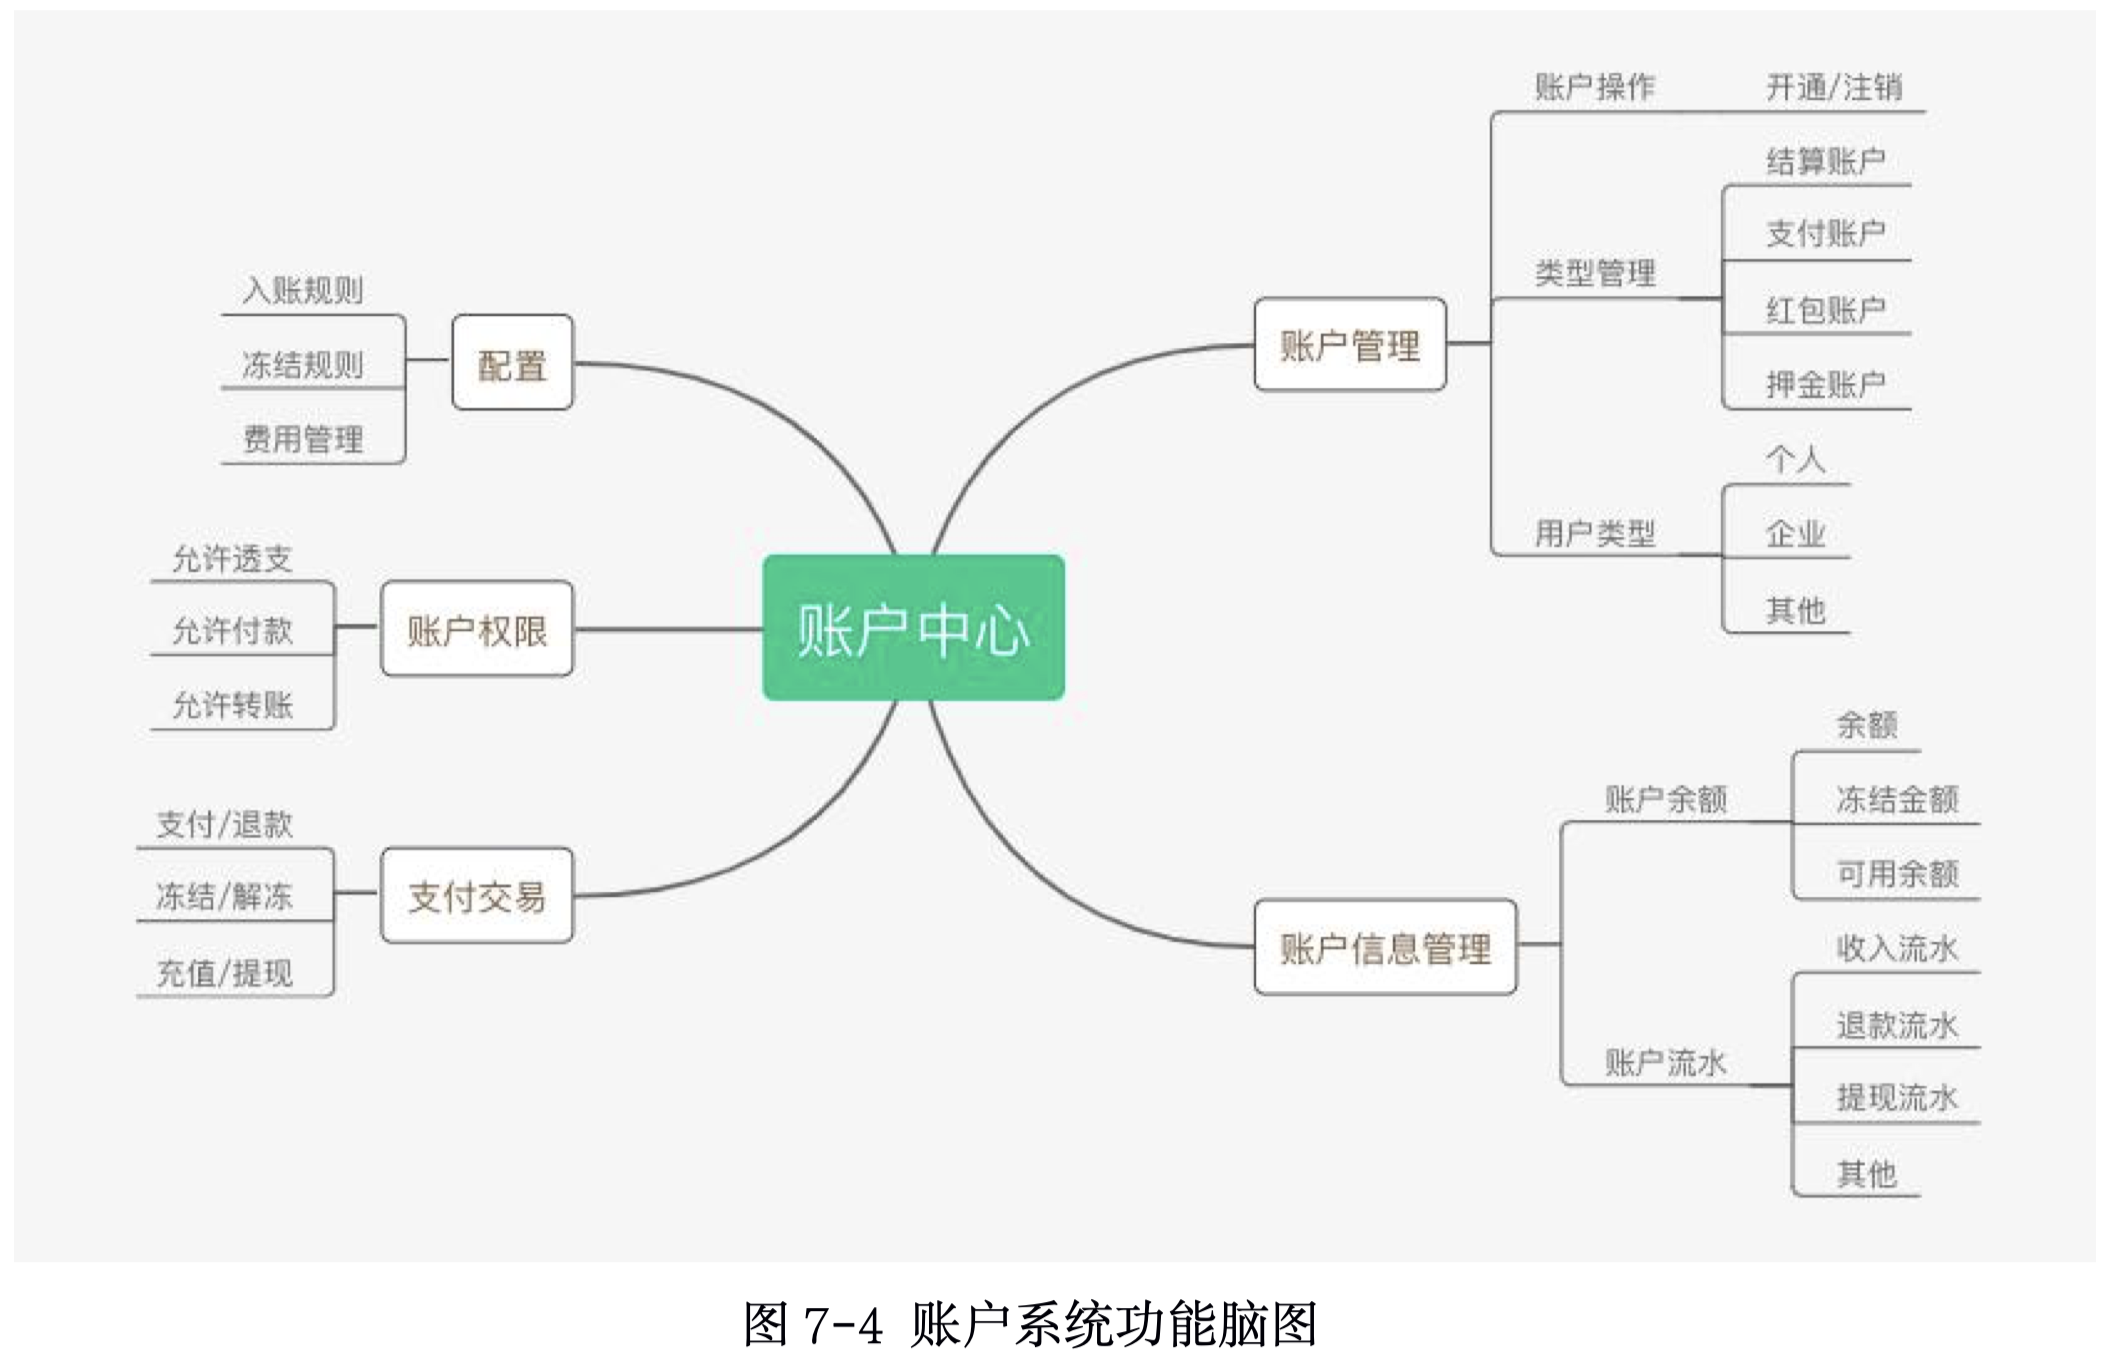 账户中心
账户管理
账户操作
开通/注销
类型管理
结算账户
支付账户
红包账户
押金账户
用户类型
个人
企业
其他
账户信息管理
账户余额
余额
冻结金额
可用余额
账户流水
收入流水
退款流水
提现流水
其他
配置
入账规则
冻结规则
费用管理
账户权限
允许透支
允许付款
允许转账
支付交易
支付/退款
冻结/解冻
充值/提现
图 7-4 账户系统功能脑图